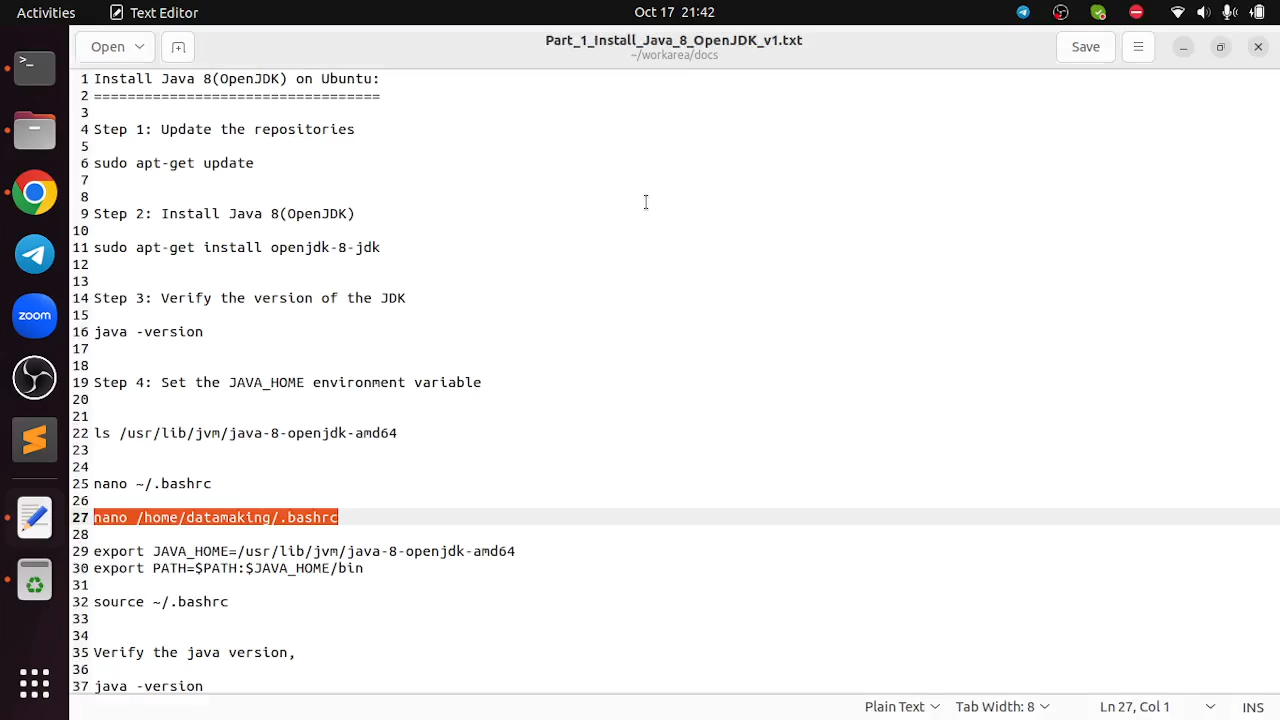 Activities
Text Editor
Oct 17 21:42
Open
Part_1_Install_Java_8_OpenJDK_v1.txt
~/workarea/docs
Save
1 Install Java 8(OpenJDK) on Ubuntu:
2 ==================================
3
4 Step 1: Update the repositories
5
6 sudo apt-get update
7
8
9 Step 2: Install Java 8(OpenJDK)
10
11 sudo apt-get install openjdk-8-jdk
12
13
14 Step 3: Verify the version of the JDK
15
16 java -version
17
18
19 Step 4: Set the JAVA_HOME environment variable
20
21
22 ls /usr/lib/jvm/java-8-openjdk-amd64
23
24
25 nano ~/.bashrc
26
27 nano /home/datamaking/.bashrc
28
29 export JAVA_HOME=/usr/lib/jvm/java-8-openjdk-amd64
30 export PATH=$PATH:$JAVA_HOME/bin
31
32 source ~/.bashrc
33
34
35 Verify the java version,
36
37 java -version
zoom
Plain Text
Tab Width: 8
Ln 27, Col 1
INS